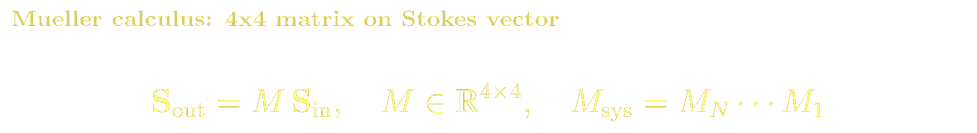 Mueller calculus: 4x4 matrix on Stokes vector
S_out = M S_in, M ∈ ℝ^{4×4}, M_sys = M_N ⋯ M_1